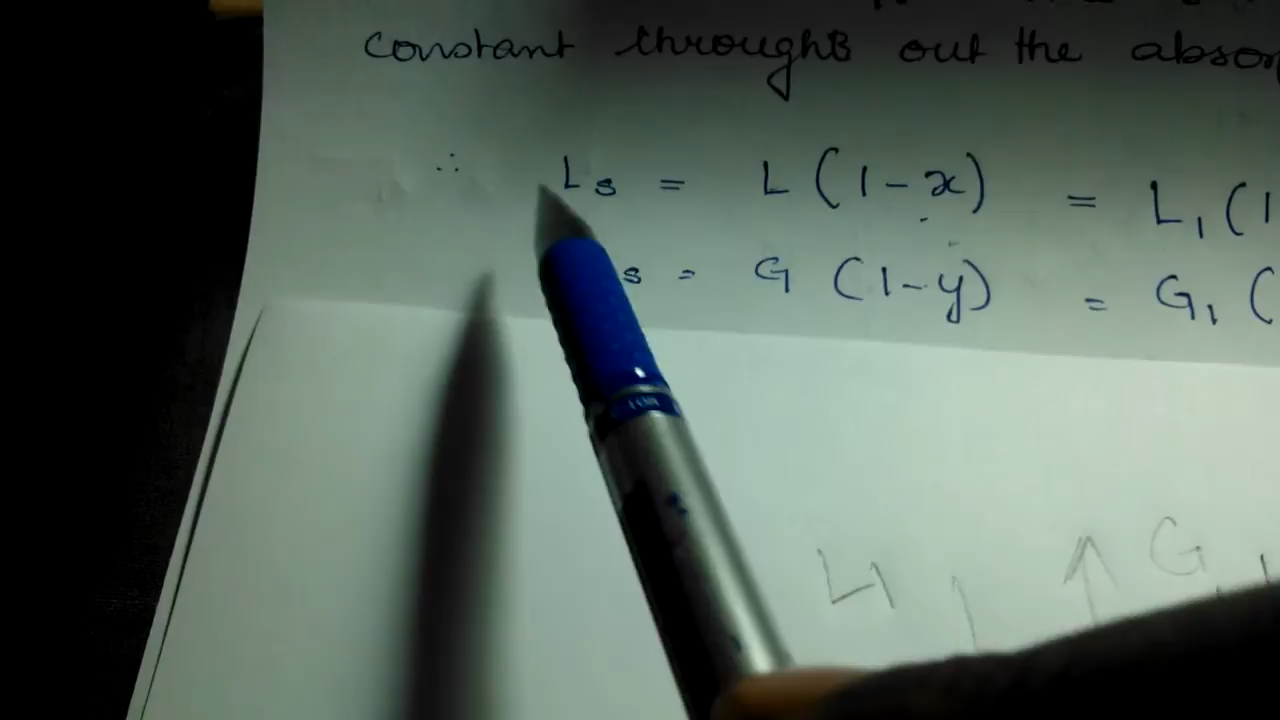 constant throughs out the absor
∴ Ls = L (1-x) = L₁ (1
s = G (1-y) = G₁ (
L₁ ↑ G